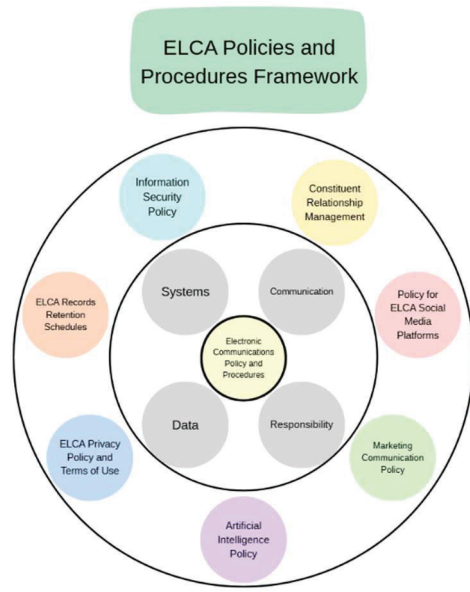 ELCA Policies and
Procedures Framework
Information
Security
Policy
Constituent
Relationship
Management
Systems
Communication
ELCA Records
Retention
Schedules
Policy for
ELCA Social
Media
Platforms
Electronic
Communications
Policy and
Procedures
Data
Responsibility
ELCA Privacy
Policy and
Terms of Use
Marketing
Communication
Policy
Artificial
Intelligence
Policy